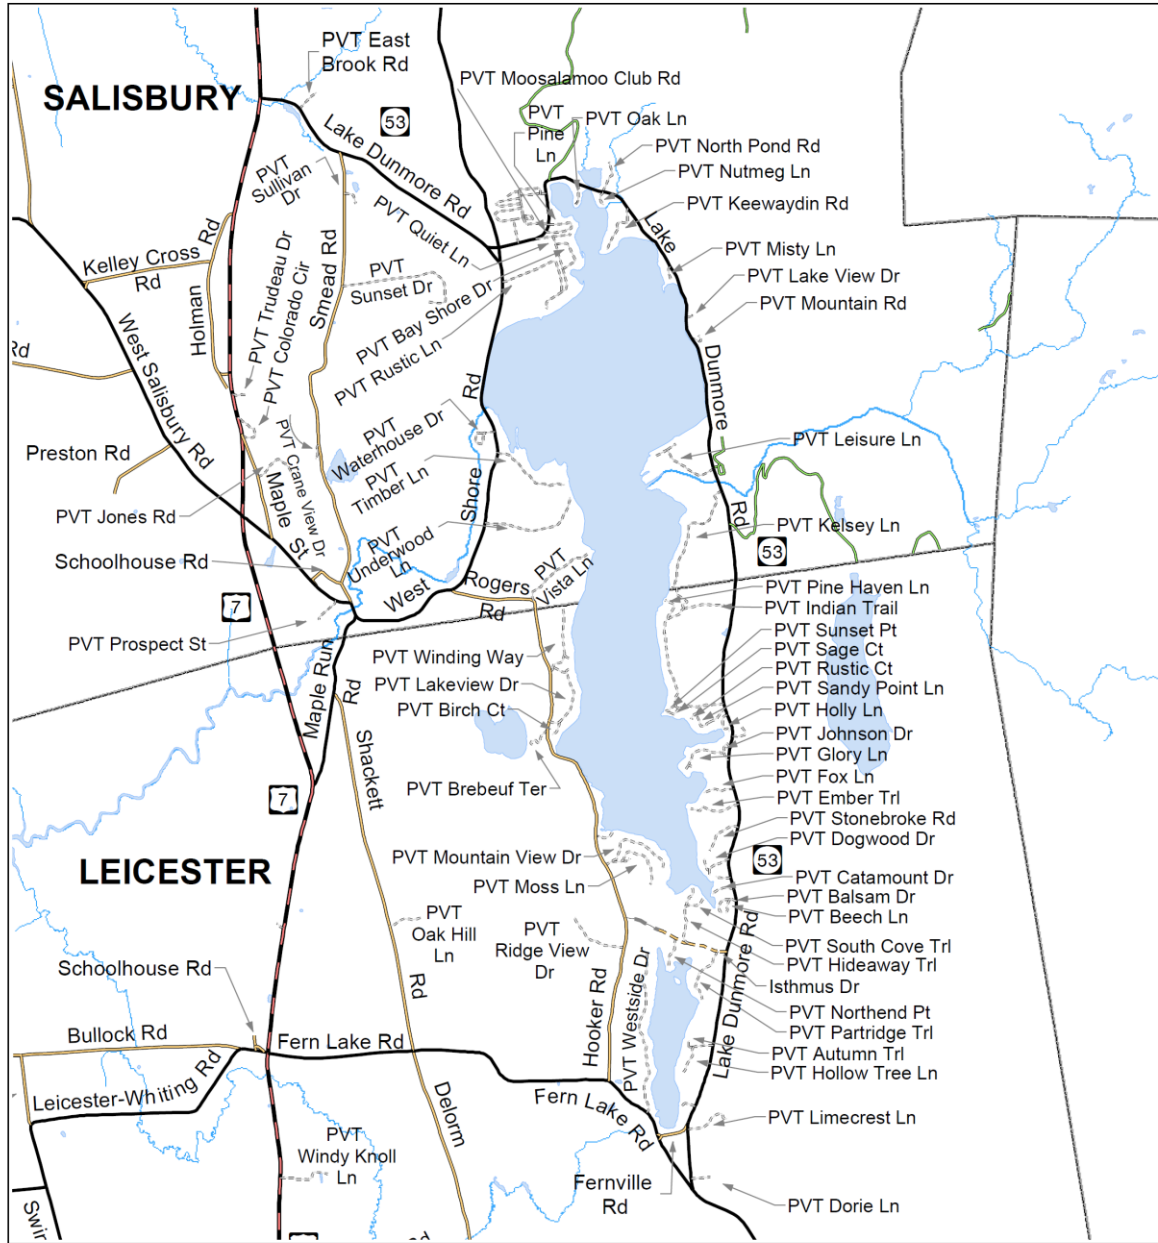 PVT East
Brook Rd
SALISBURY
53
PVT Moosalamoo Club Rd
PVT
Pine
Ln
PVT Oak Ln
PVT North Pond Rd
PVT Nutmeg Ln
PVT Keewaydin Rd
Lake Dunmore Rd
PVT
Sullivan
Dr
PVT Quiet Ln
Lake
Dunmore
Rd
PVT Misty Ln
PVT Lake View Dr
PVT Mountain Rd
Kelley Cross
Rd
Holman
Rd
PVT Trudeau Dr
PVT Colorado Cir
Smead Rd
PVT
Sunset Dr
PVT Bay Shore Dr
PVT Rustic Ln
Rd
West Salisbury Rd
Preston Rd
PVT Jones Rd
Maple St
PVT Crane View Dr
PVT
Waterhouse Dr
PVT
Timber Ln
West
Shore
Rd
PVT Leisure Ln
PVT Kelsey Ln
53
Schoolhouse Rd
PVT
Underwood
Ln
Rogers
Rd
PVT
Vista Ln
7
PVT Prospect St
PVT Pine Haven Ln
PVT Indian Trail
PVT Sunset Pt
PVT Sage Ct
PVT Rustic Ct
PVT Sandy Point Ln
PVT Holly Ln
PVT Johnson Dr
PVT Glory Ln
PVT Fox Ln
PVT Ember Trl
PVT Stonebroke Rd
PVT Dogwood Dr
53
PVT Winding Way
PVT Lakeview Dr
PVT Birch Ct
PVT Brebeuf Ter
Maple Run
Rd
Shackett
Rd
7
LEICESTER
PVT Mountain View Dr
PVT Moss Ln
PVT Catamount Dr
PVT Balsam Dr
PVT Beech Ln
PVT South Cove Trl
PVT Hideaway Trl
Isthmus Dr
PVT Northend Pt
PVT Partridge Trl
PVT Autumn Trl
PVT Hollow Tree Ln
PVT
Oak Hill
Ln
PVT
Ridge View
Dr
Hooker Rd
PVT Westside Dr
Lake Dunmore Rd
Schoolhouse Rd
Bullock Rd
Fern Lake Rd
Leicester-Whiting Rd
Delorm
Fern Lake Rd
PVT Limecrest Ln
PVT
Windy Knoll
Ln
Fernville
Rd
PVT Dorie Ln
Rd